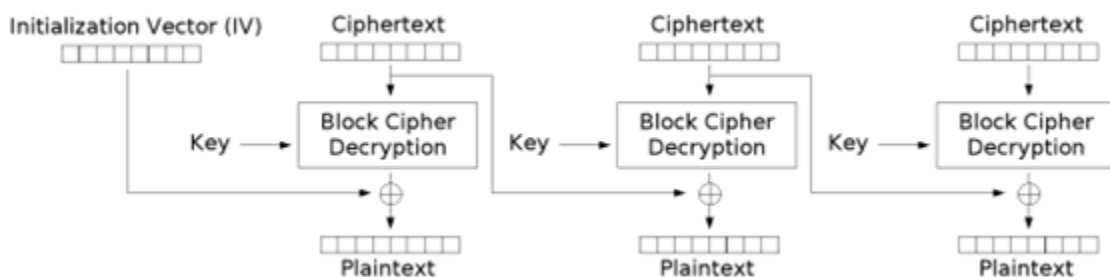 Initialization Vector (IV)
Ciphertext
Ciphertext
Ciphertext
Key
Block Cipher
Decryption
Key
Block Cipher
Decryption
Key
Block Cipher
Decryption
Plaintext
Plaintext
Plaintext